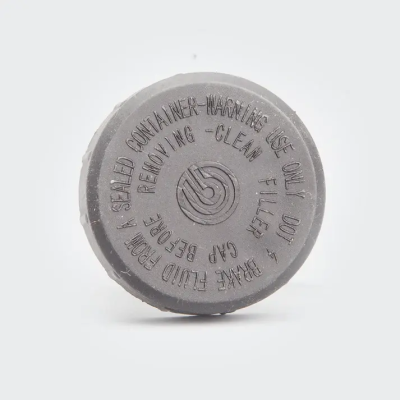 WARNING USE ONLY DOT 4 BRAKE FLUID FROM A SEALED CONTAINER-
CLEAN FILLER CAP BEFORE REMOVING -